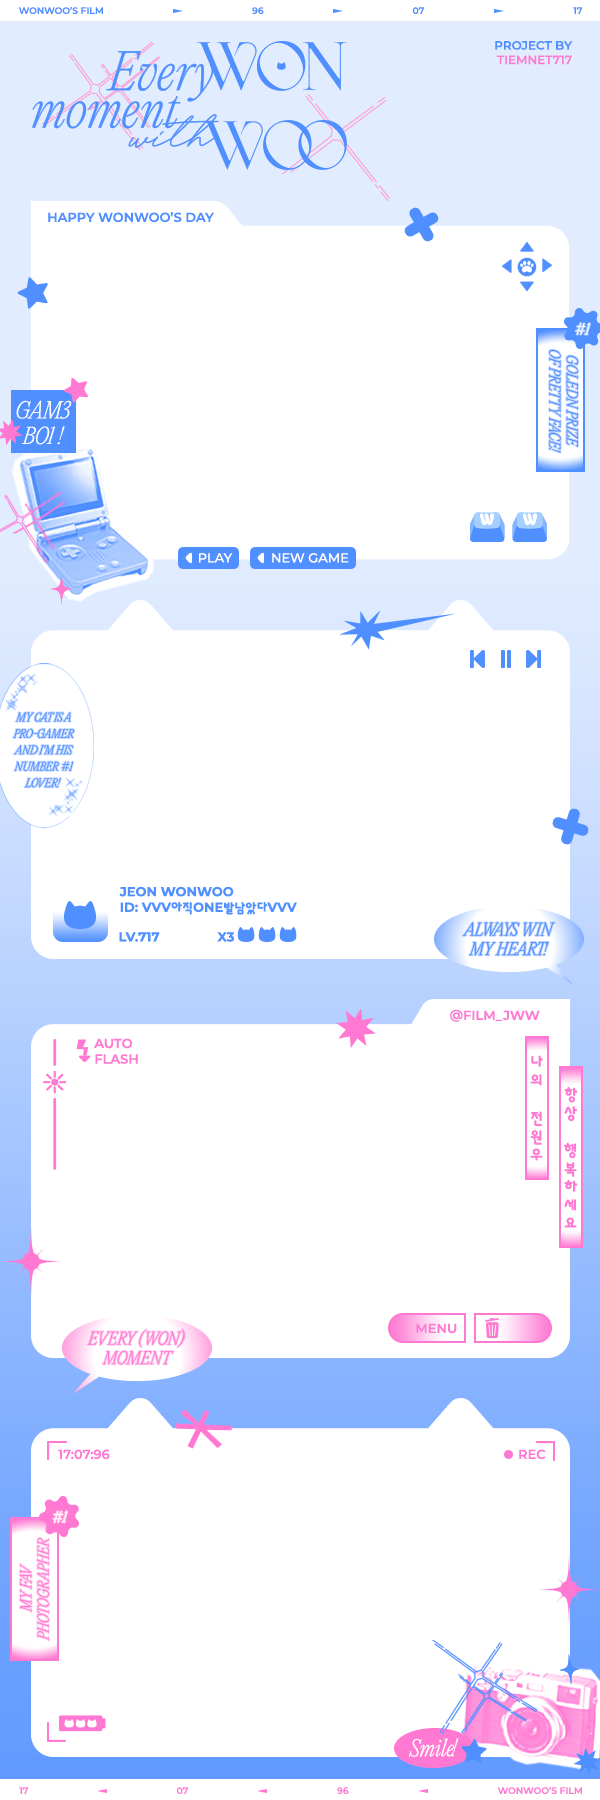 WONWOO'S FILM
96
07
17
PROJECT BY
TIEMNET717
EveryWON
moment
with WOO
HAPPY WONWOO'S DAY
#1
GOLEDN PRIZE
OF PRETTY FACE!
GAM3
BO1 !
W W
PLAY
NEW GAME
MY CAT IS A
PRO-GAMER
AND I'M HIS
NUMBER #1
LOVER!
JEON WONWOO
ID: VVV아직ONE발남았다VVV
LV.717
X3
ALWAYS WIN
MY HEART!
@FILM_JWW
AUTO
FLASH
나의 전원우
항상 행복하세요
MENU
EVERY (WON)
MOMENT
17:07:96
REC
#1
MY FAV
PHOTOGRAPHER
Smile!
17
07
96
WONWOO'S FILM